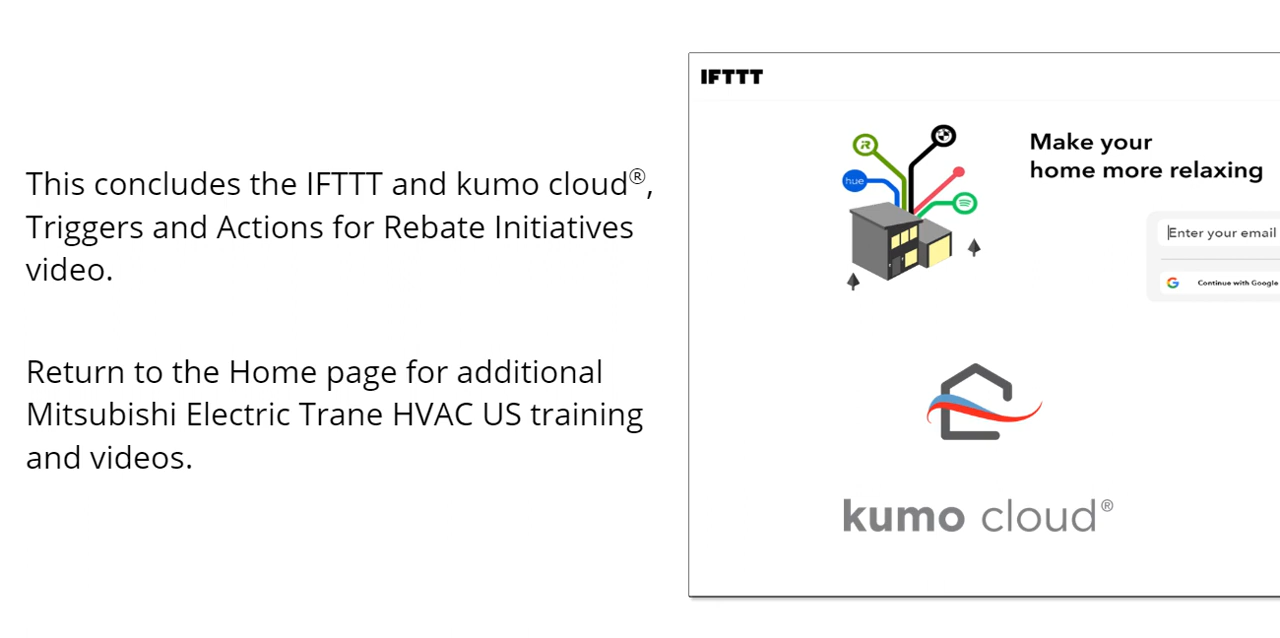 This concludes the IFTTT and kumo cloud®,
Triggers and Actions for Rebate Initiatives
video.
Return to the Home page for additional
Mitsubishi Electric Trane HVAC US training
and videos.
IFTTT
Make your
home more relaxing
hue
Enter your email
Continue with Google
kumo cloud®